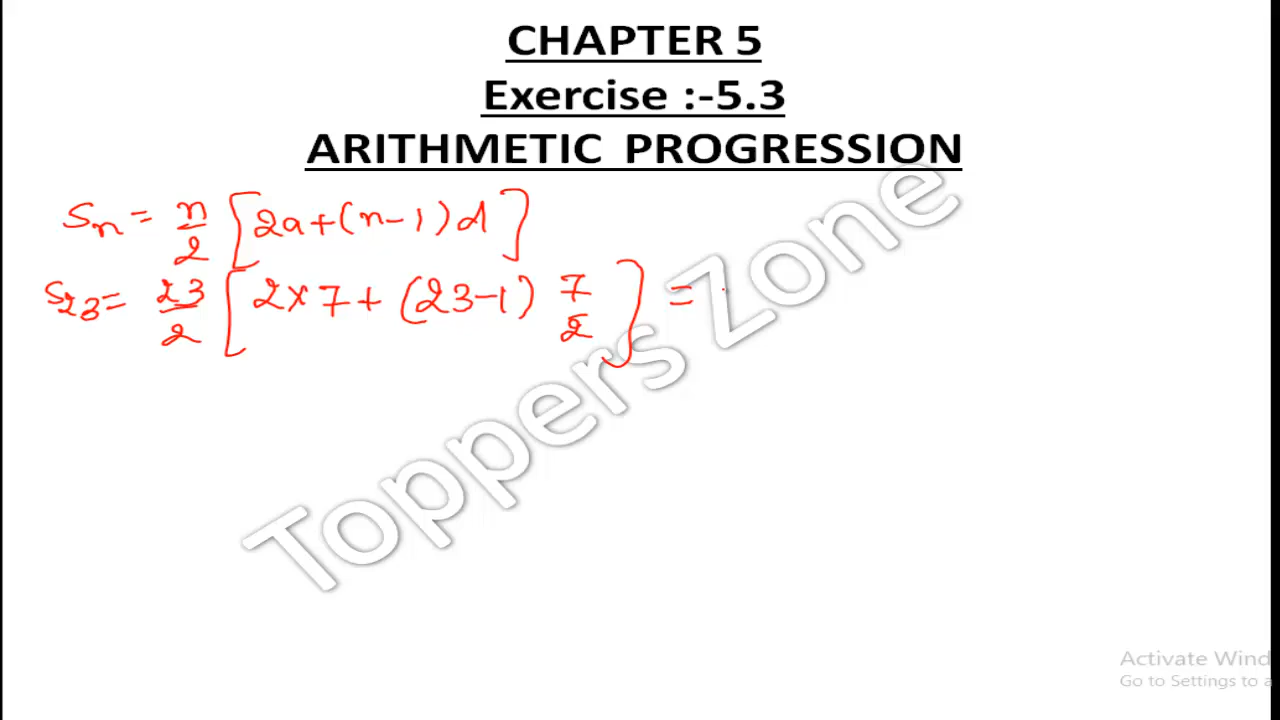 CHAPTER 5
Exercise :-5.3
ARITHMETIC PROGRESSION
Sn = n/2 [2a+(n-1)d]
S23 = 23/2 [2×7+(23-1) 7/2] =
Toppers Zone
Activate Wind
Go to Settings to a